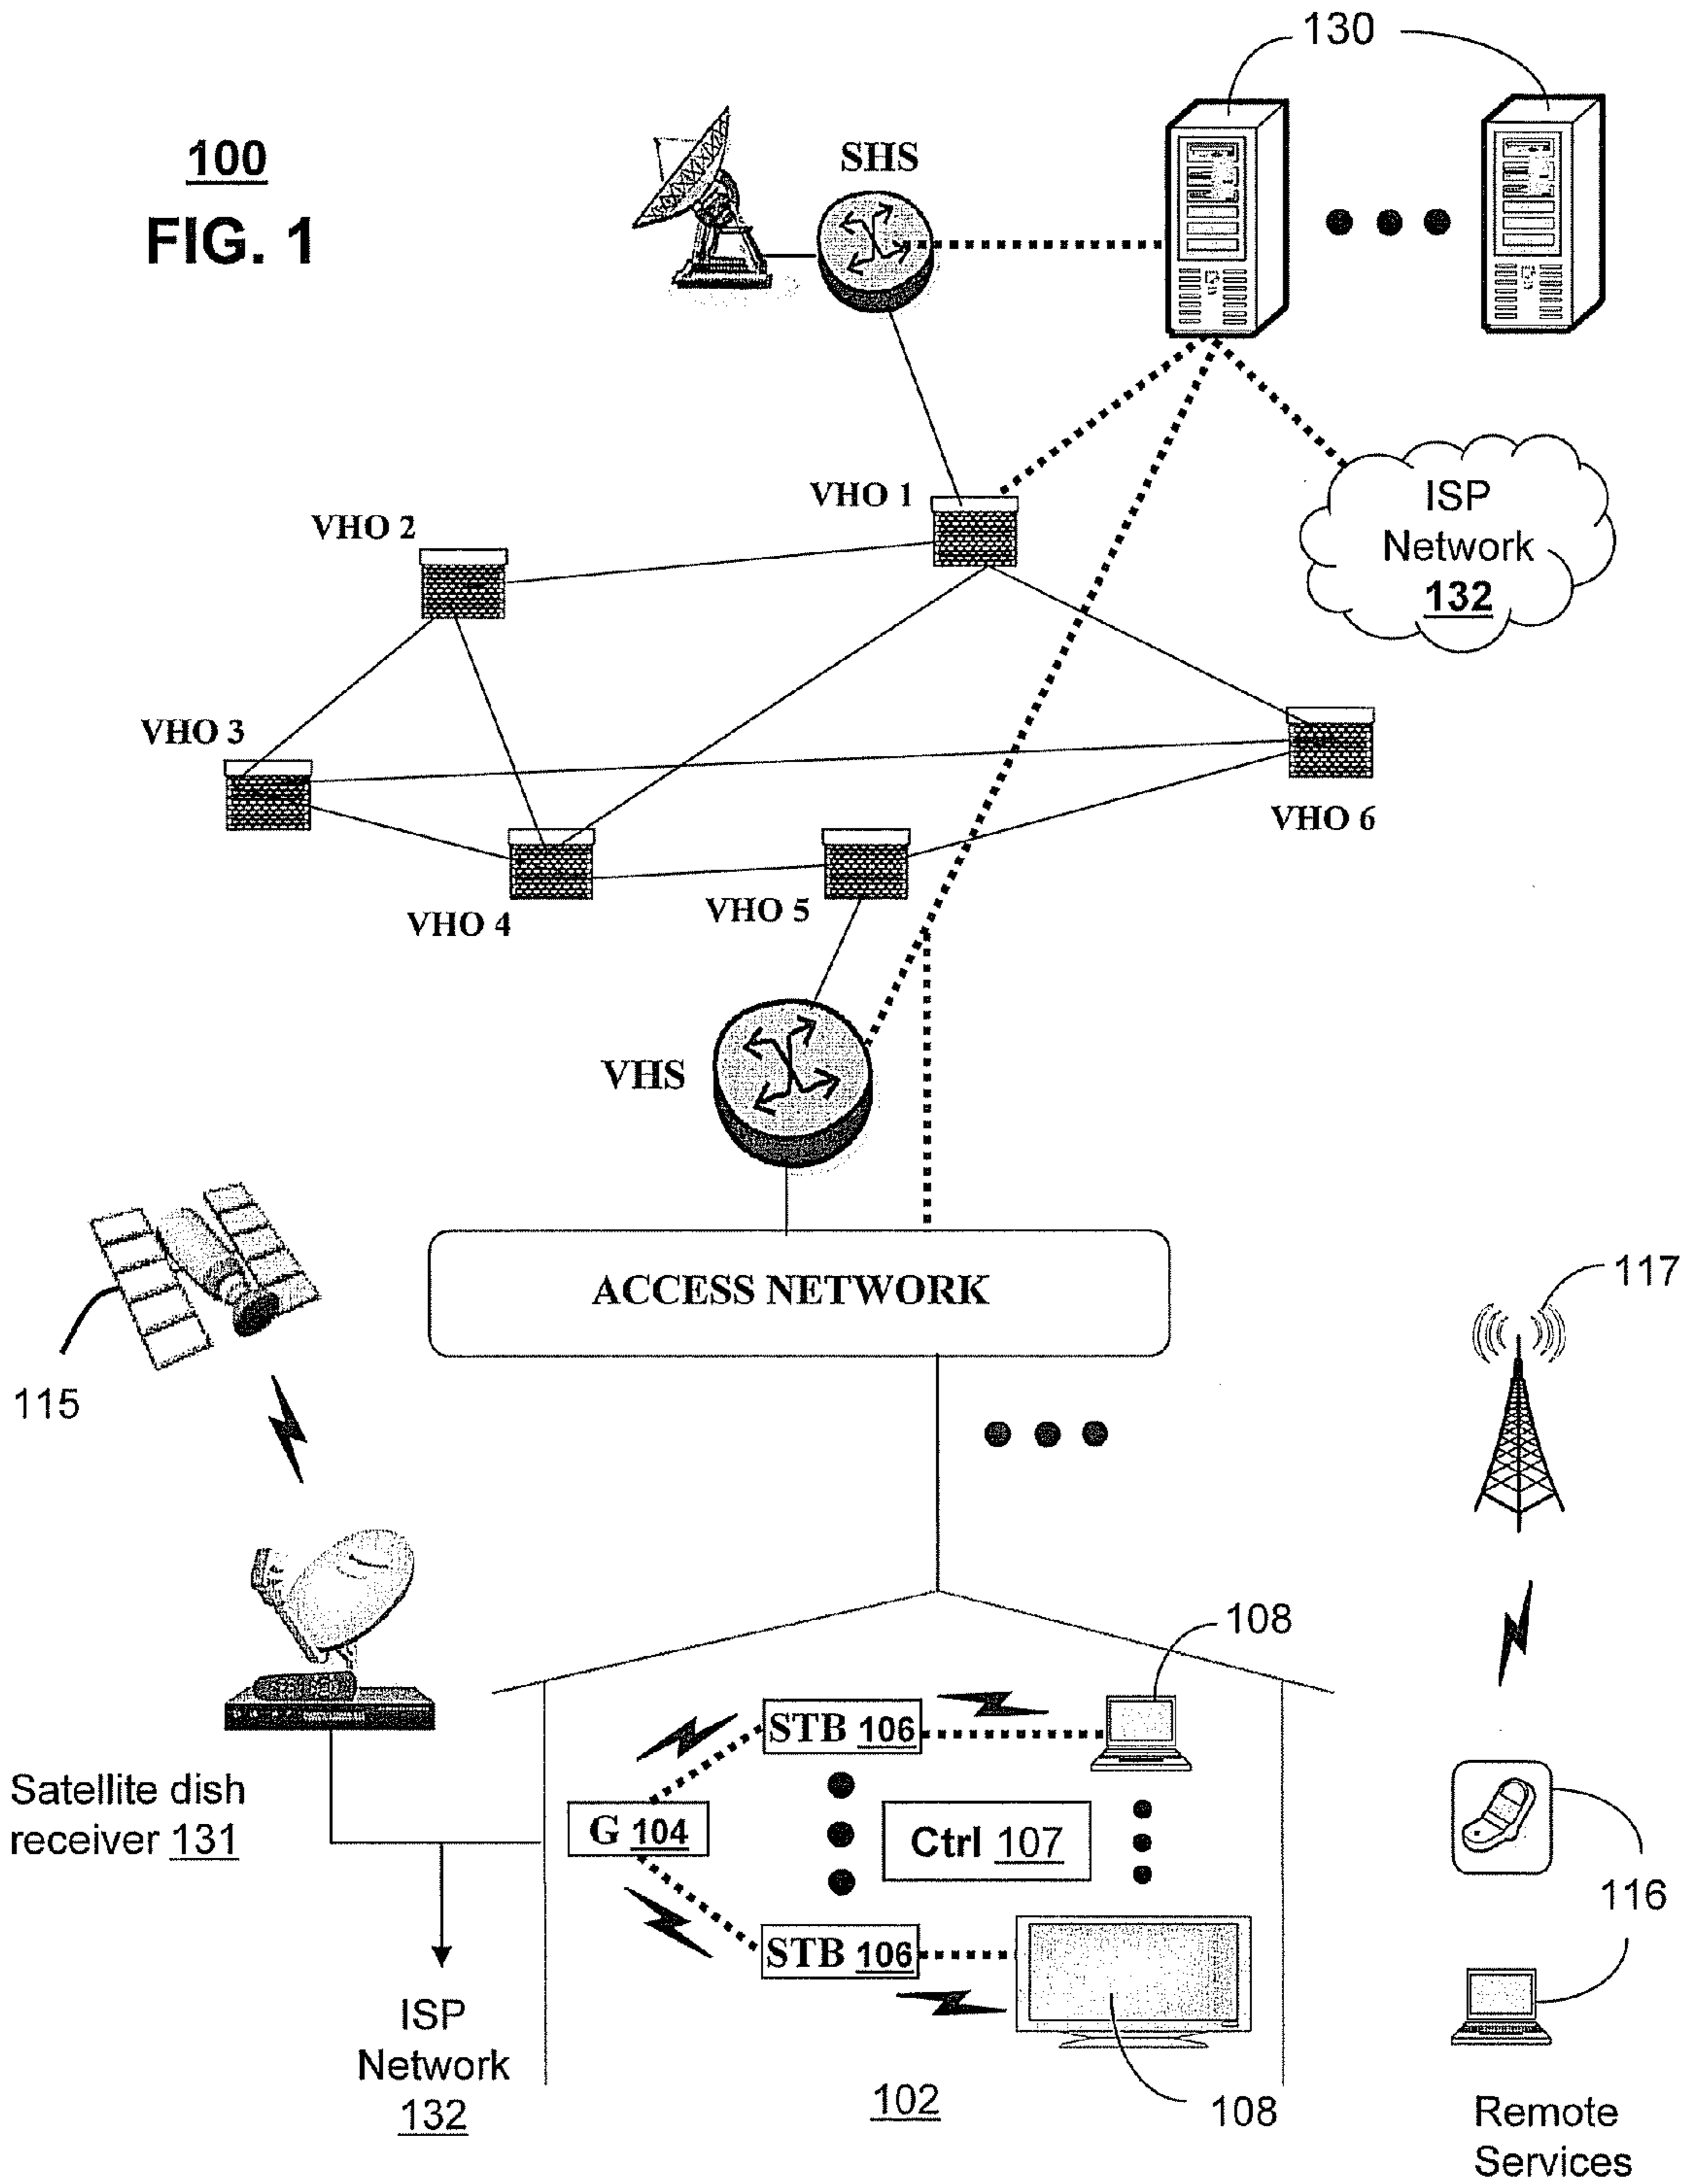 130
100
FIG. 1
SHS
VHO 1
ISP
Network
132
VHO 2
VHO 3
VHO 6
VHO 4
VHO 5
VHS
ACCESS NETWORK
117
115
108
STB 106
Satellite dish
receiver 131
G 104
Ctrl 107
116
STB 106
ISP
Network
132
102
108
Remote
Services